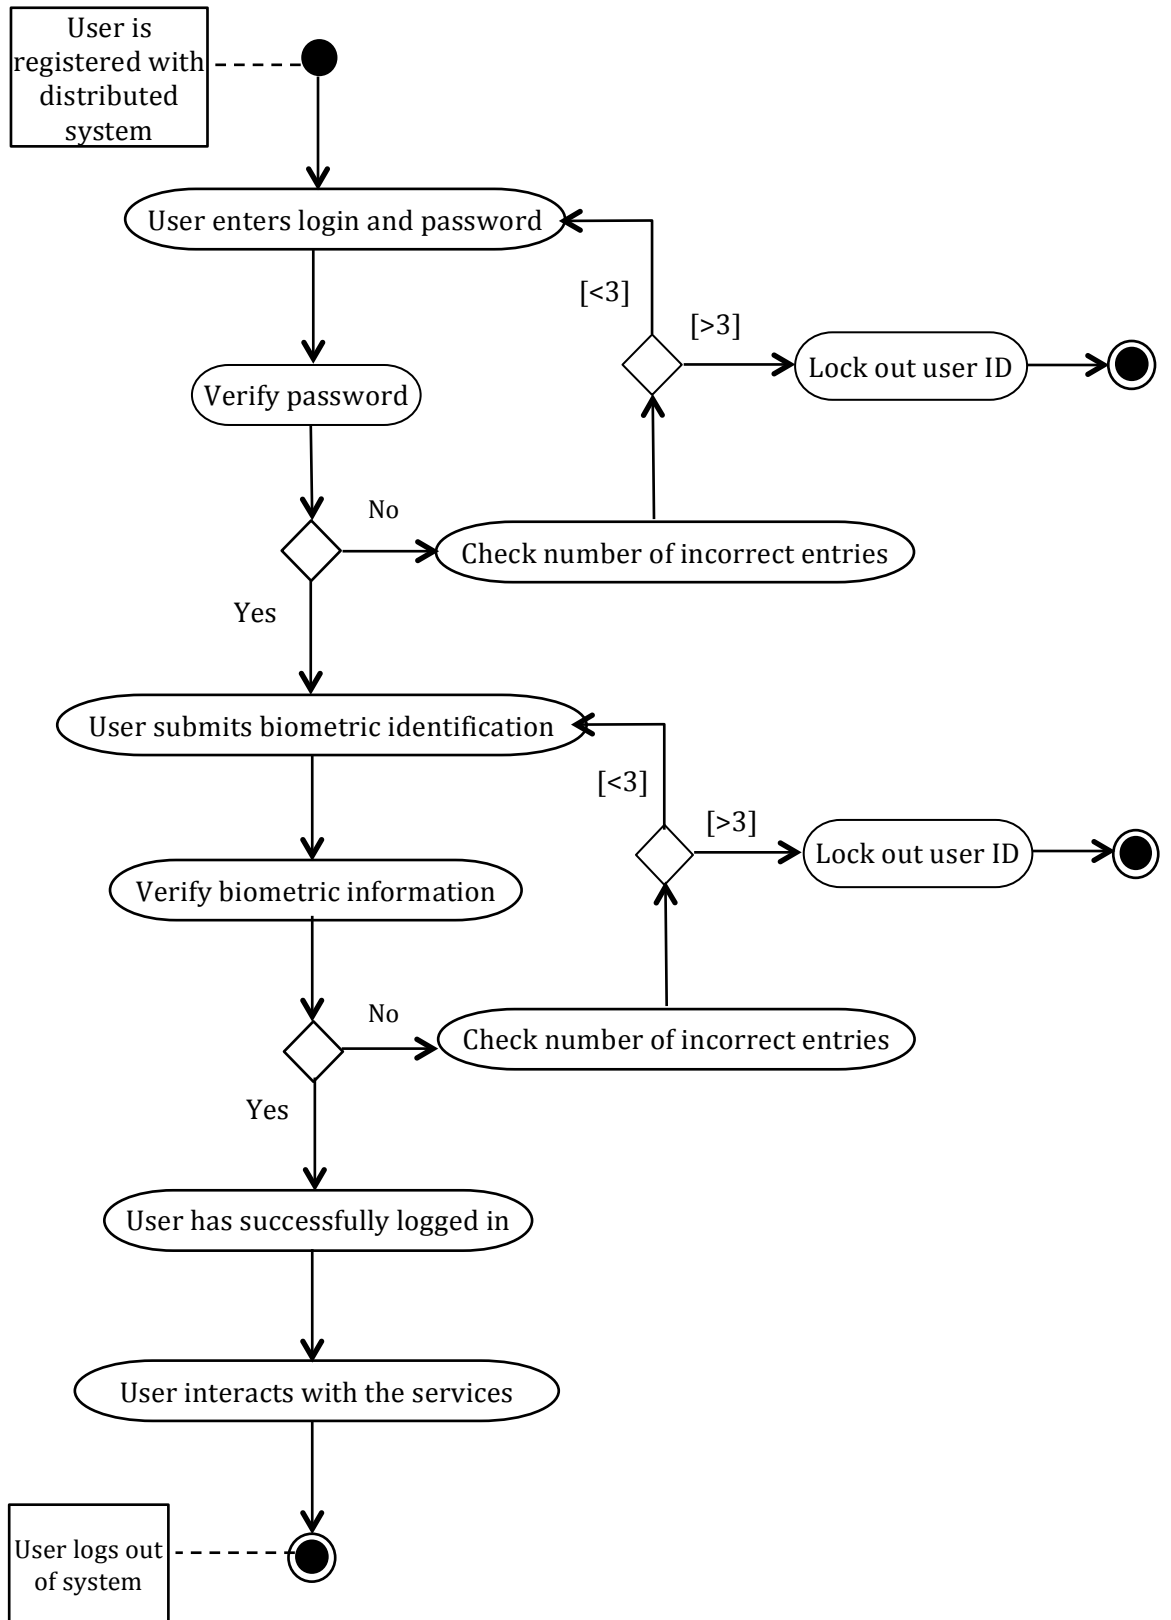 User is
registered with
distributed
system
User enters login and password
[<3]
[>3]
Lock out user ID
Verify password
No
Check number of incorrect entries
Yes
User submits biometric identification
[<3]
[>3]
Lock out user ID
Verify biometric information
No
Check number of incorrect entries
Yes
User has successfully logged in
User interacts with the services
User logs out
of system